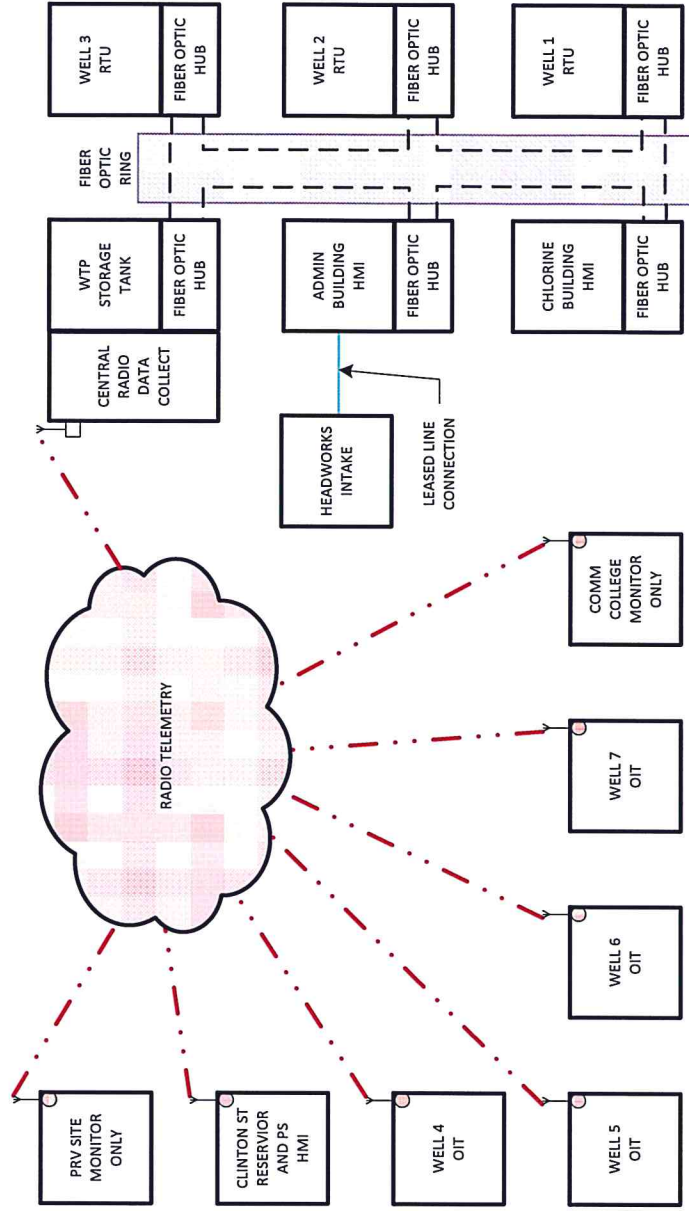 PRV SITE
MONITOR
ONLY
CLINTON ST
RESERVIOR
AND PS
HMI
WELL 4
OIT
WELL 5
OIT
WELL 6
OIT
WELL 7
OIT
COMM
COLLEGE
MONITOR
ONLY
RADIO TELEMETRY
HEADWORKS
INTAKE
LEASED LINE
CONNECTION
CENTRAL
RADIO
DATA
COLLECT
WTP
STORAGE
TANK
FIBER OPTIC
HUB
ADMIN
BUILDING
HMI
FIBER OPTIC
HUB
CHLORINE
BUILDING
HMI
FIBER OPTIC
HUB
FIBER
OPTIC
RING
WELL 3
RTU
FIBER OPTIC
HUB
WELL 2
RTU
FIBER OPTIC
HUB
WELL 1
RTU
FIBER OPTIC
HUB